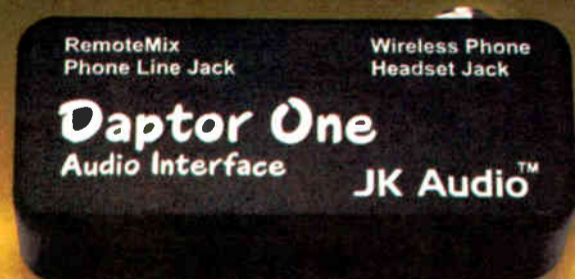 RemoteMix
Phone Line Jack
Wireless Phone
Headset Jack
Daptor One
Audio Interface
JK Audio™